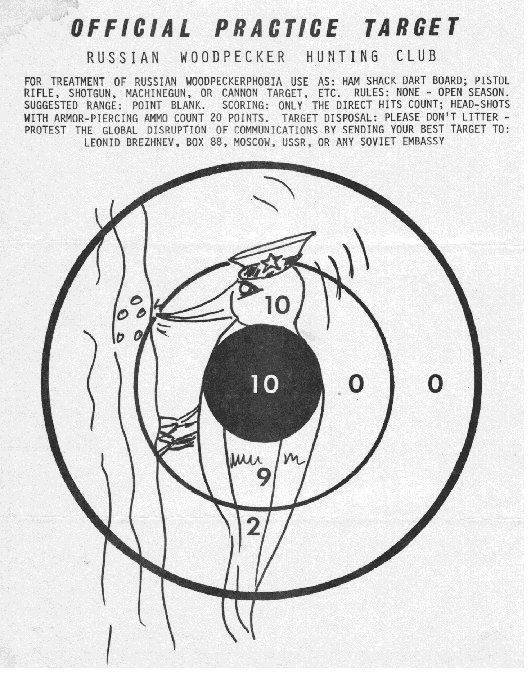 OFFICIAL PRACTICE TARGET
RUSSIAN WOODPECKER HUNTING CLUB
FOR TREATMENT OF RUSSIAN WOODPECKERPHOBIA USE AS: HAM SHACK DART BOARD; PISTOL
RIFLE, SHOTGUN, MACHINEGUN, OR CANNON TARGET, ETC. RULES: NONE - OPEN SEASON.
SUGGESTED RANGE: POINT BLANK. SCORING: ONLY THE DIRECT HITS COUNT; HEAD-SHOTS
WITH ARMOR-PIERCING AMMO COUNT 20 POINTS. TARGET DISPOSAL: PLEASE DON'T LITTER -
PROTEST THE GLOBAL DISRUPTION OF COMMUNICATIONS BY SENDING YOUR BEST TARGET TO:
LEONID BREZHNEV, BOX 88, MOSCOW, USSR, OR ANY SOVIET EMBASSY
10
10 0 0
9
2